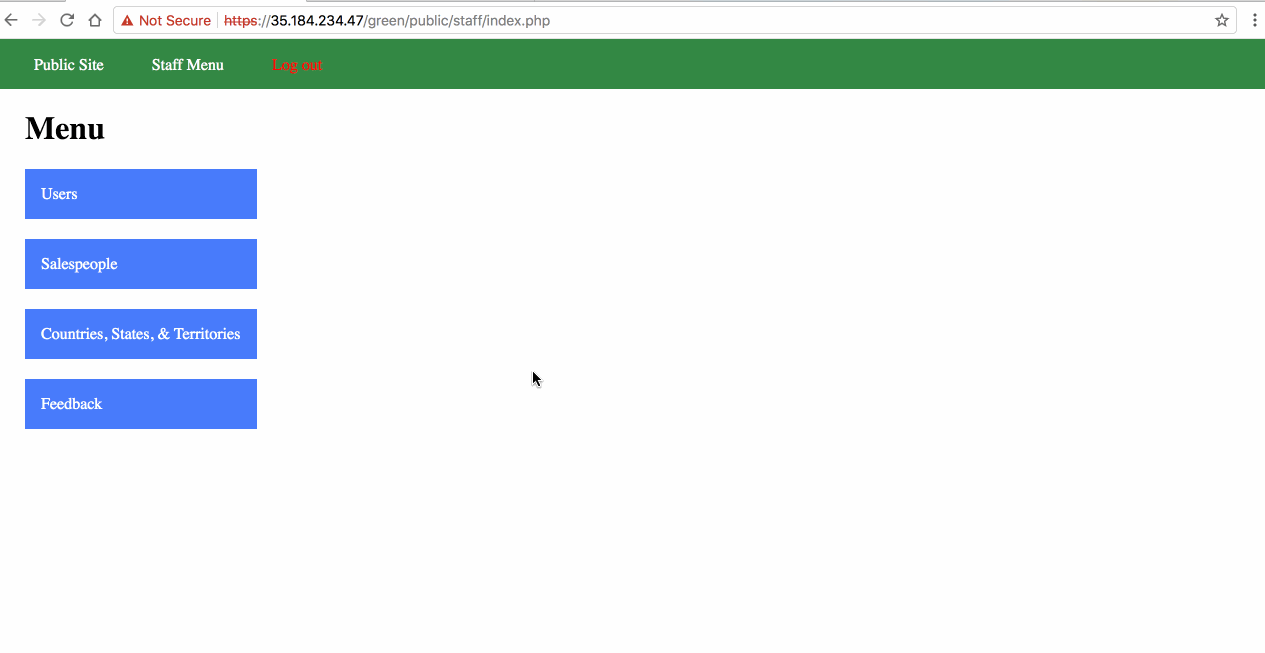 Not Secure https://35.184.234.47/green/public/staff/index.php
Public Site Staff Menu Log out
Menu
Users
Salespeople
Countries, States, & Territories
Feedback